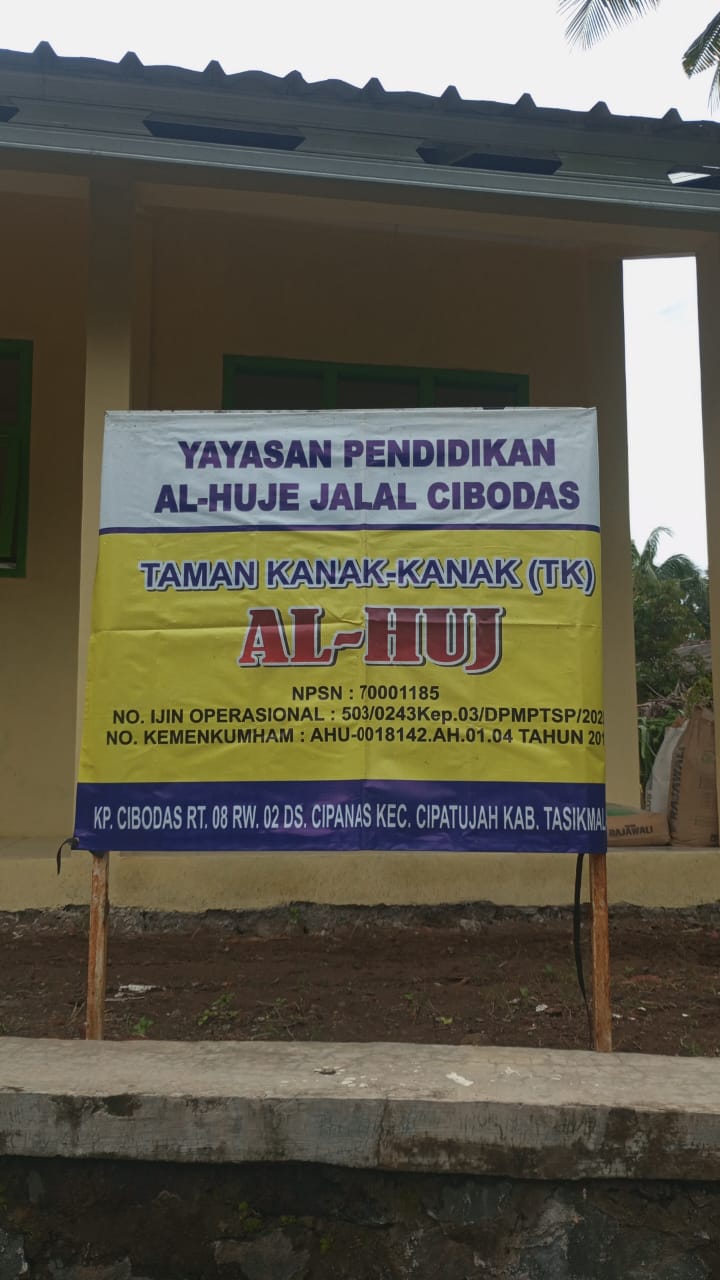 YAYASAN PENDIDIKAN
AL-HUJE JALAL CIBODAS
TAMAN KANAK-KANAK (TK)
AL-HUJ
NPSN : 70001185
NO. IJIN OPERASIONAL : 503/0243Kep.03/DPMPTSP/202
NO. KEMENKUMHAM : AHU-0018142.AH.01.04 TAHUN 201
KP. CIBODAS RT. 08 RW. 02 DS. CIPANAS KEC. CIPATUJAH KAB. TASIKMAL
RAJAWALI
RAJAWALI